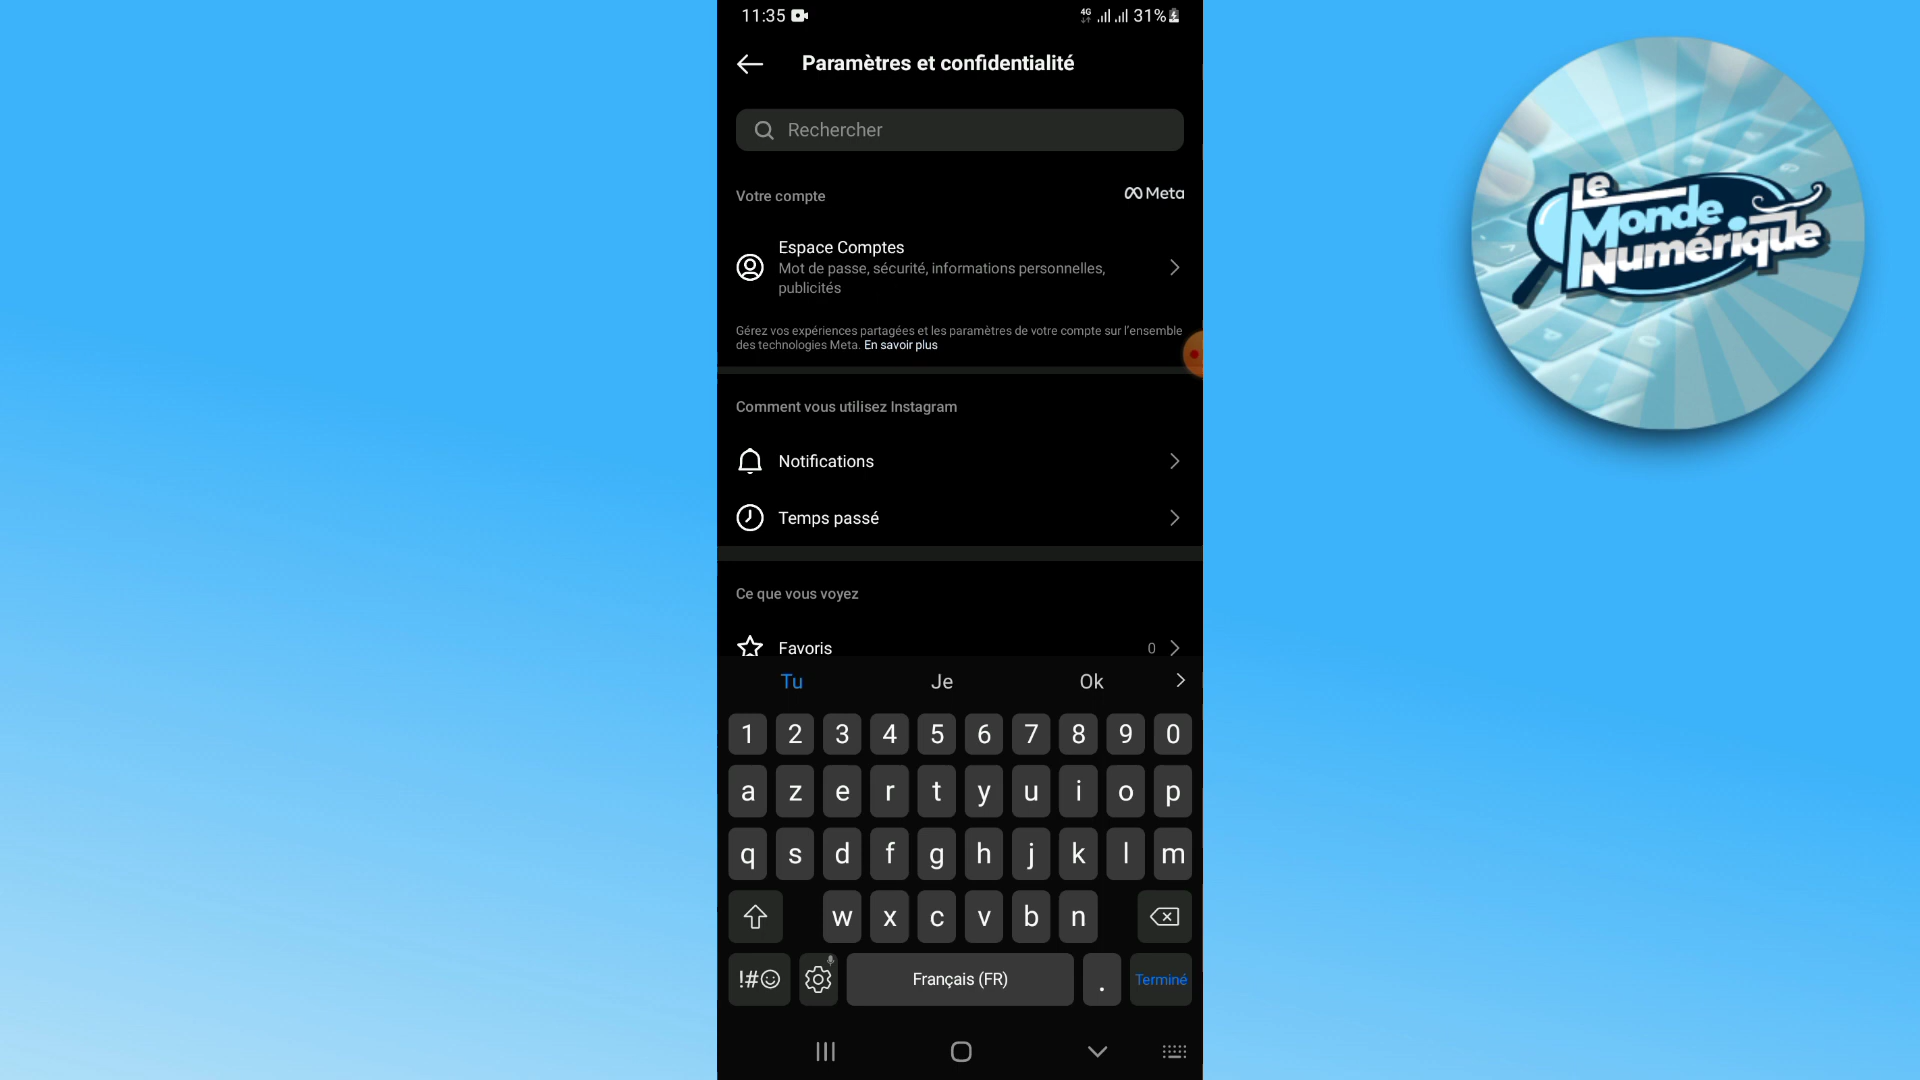 11:35
4G 31%
Paramètres et confidentialité
Rechercher
Votre compte
Meta
Espace Comptes
Mot de passe, sécurité, informations personnelles,
publicités
Gérez vos expériences partagées et les paramètres de votre compte sur l'ensemble
des technologies Meta. En savoir plus
Comment vous utilisez Instagram
Notifications
Temps passé
Ce que vous voyez
Favoris 0
Tu Je Ok
1 2 3 4 5 6 7 8 9 0
a z e r t y u i o p
q s d f g h j k l m
w x c v b n
!#☺ Français (FR) . Terminé
Le
Monde
Numérique